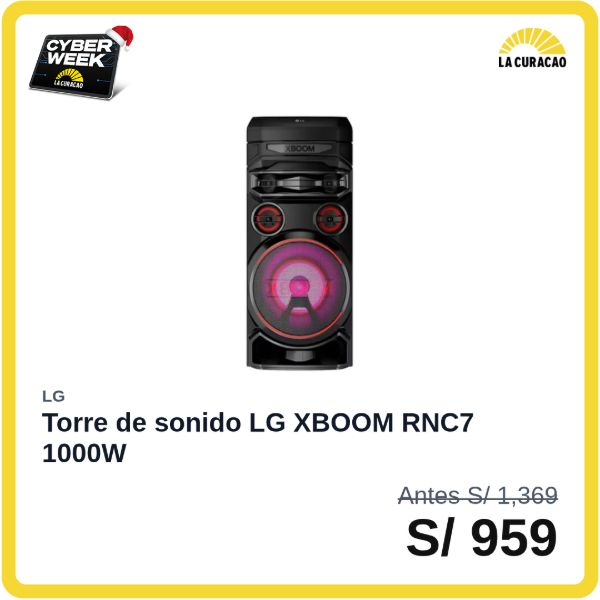 CYBER
WEEK
LA CURACAO
LA CURACAO
LG
XBOOM
LG
Torre de sonido LG XBOOM RNC7
1000W
Antes S/ 1,369
S/ 959